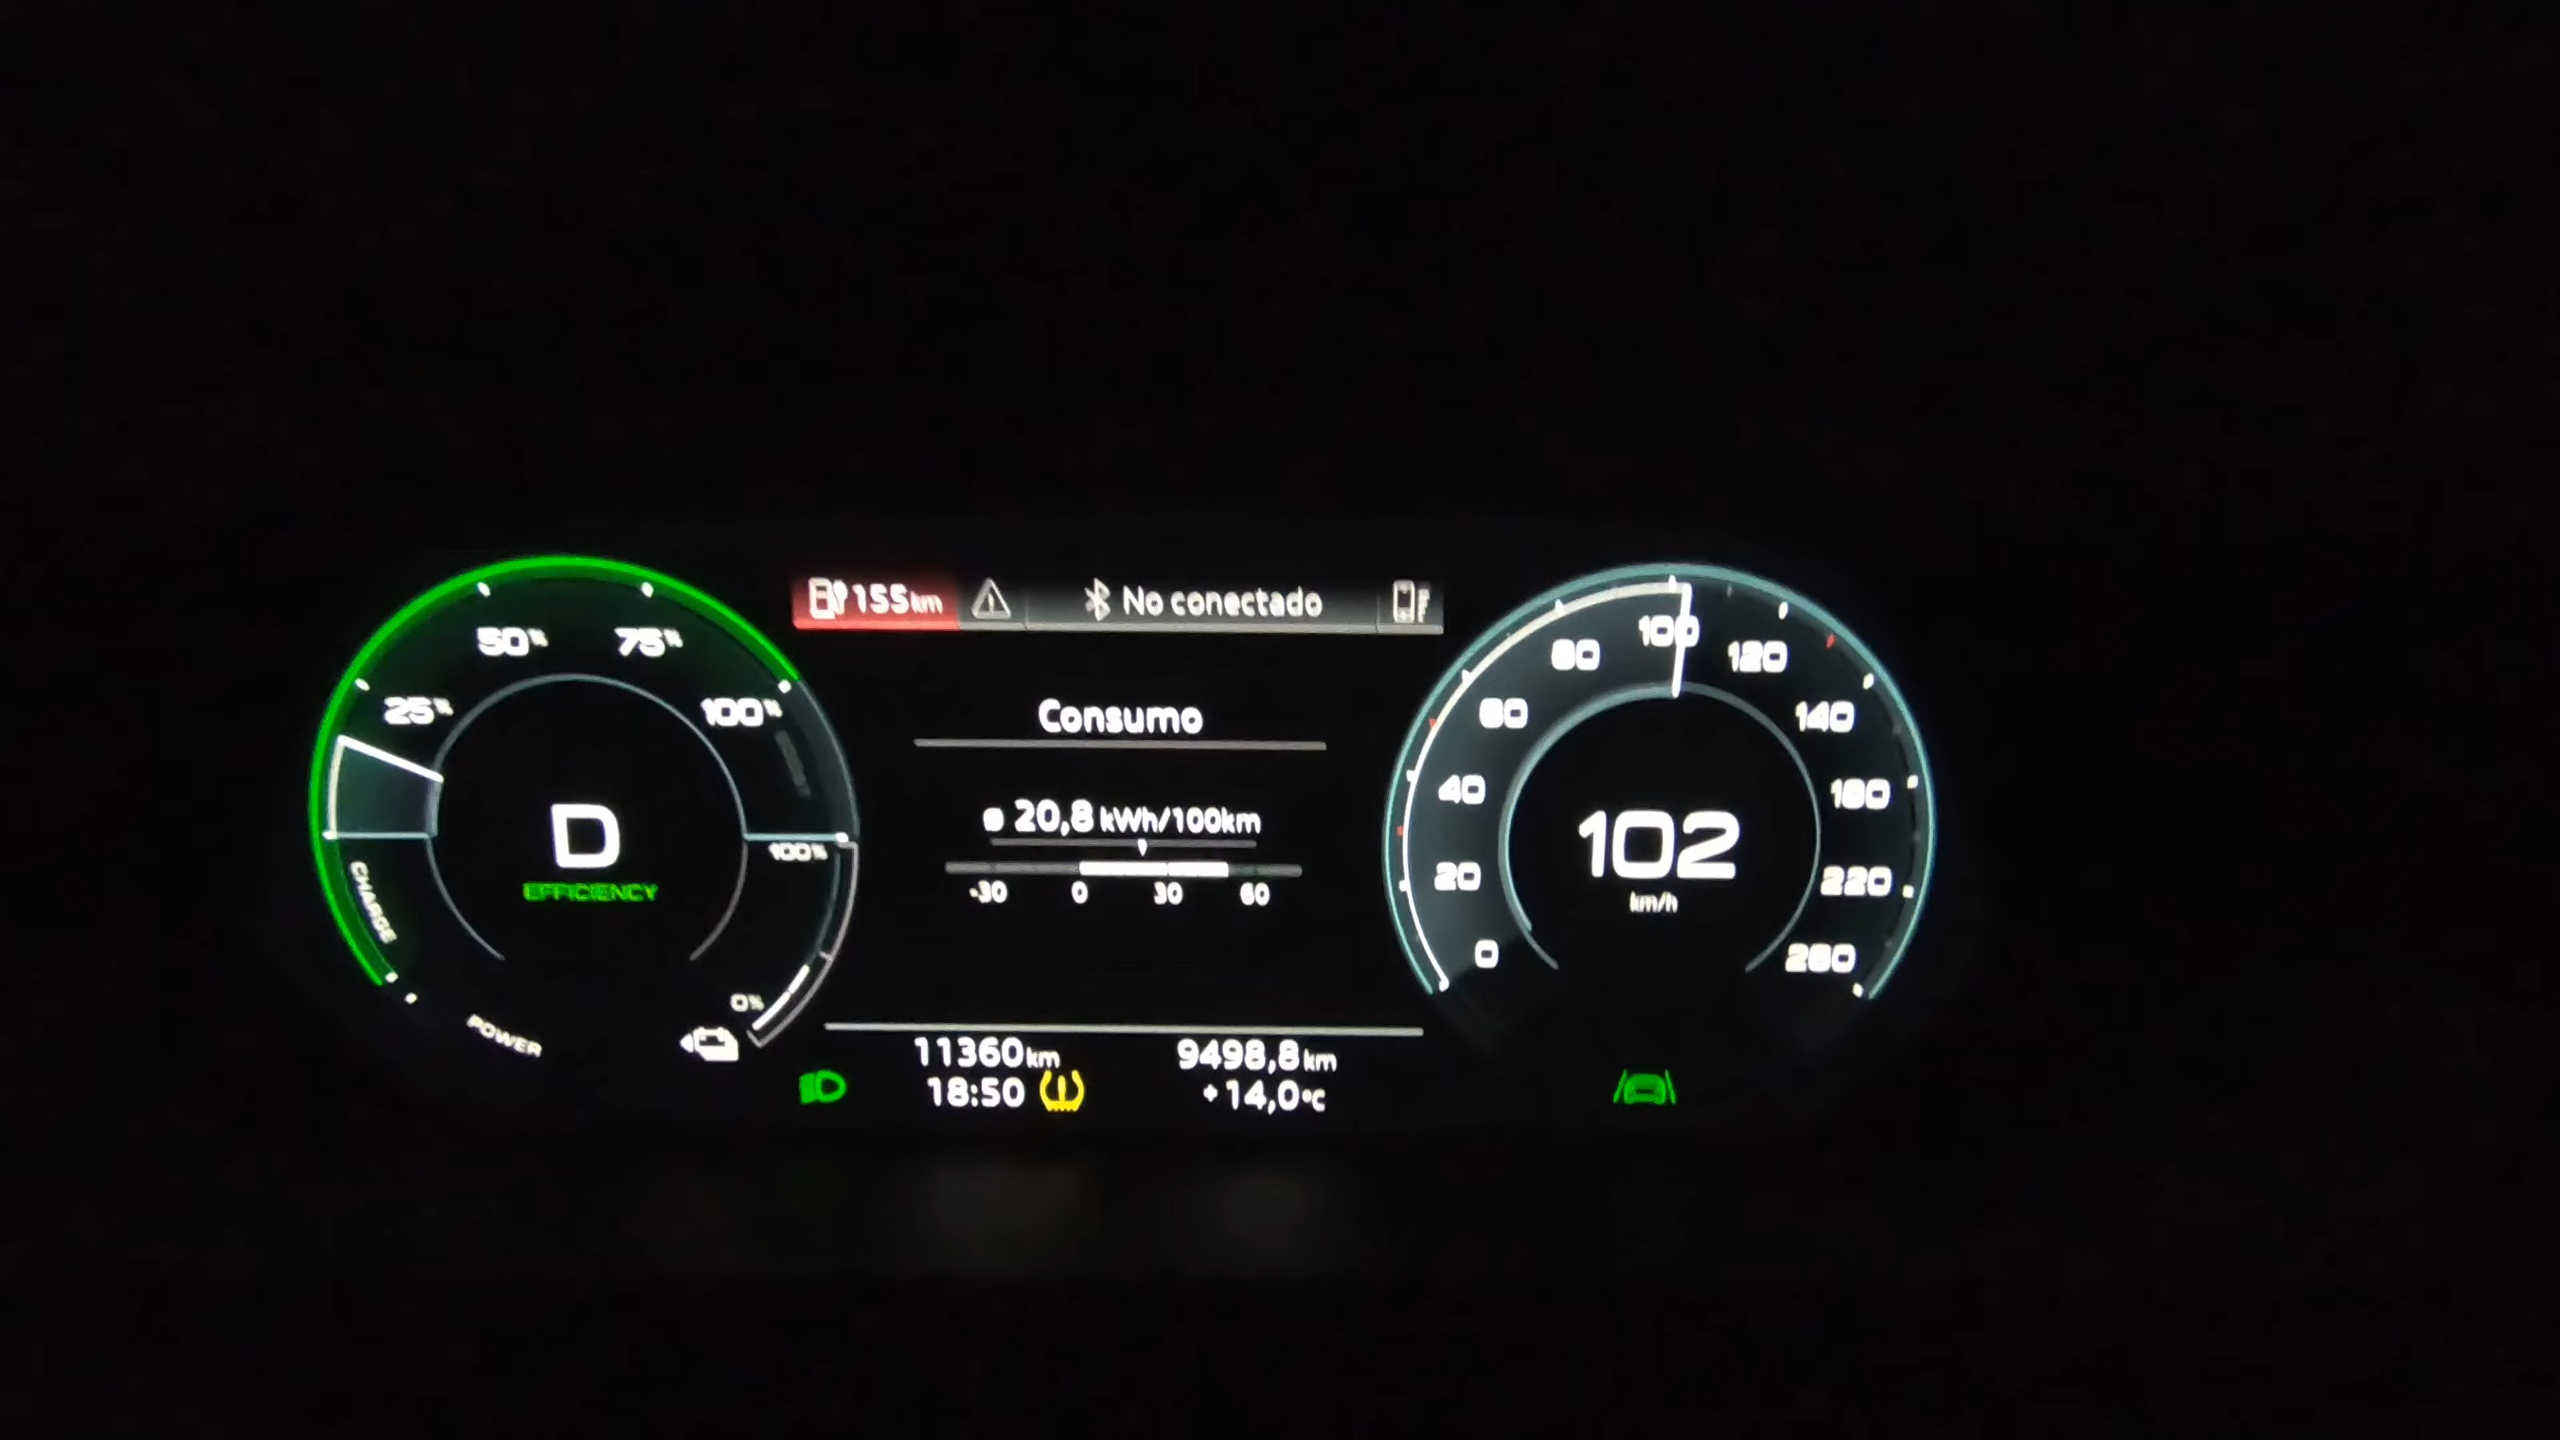 155km
No conectado
25%
50%
75%
100%
CHARGE
POWER
D
EFFICIENCY
100%
0%
Consumo
ø 20,8 kWh/100km
-30 0 30 60
11360km 9498,8km
18:50 +14,0°C
0
20
40
60
80
100
120
140
180
220
260
102
km/h